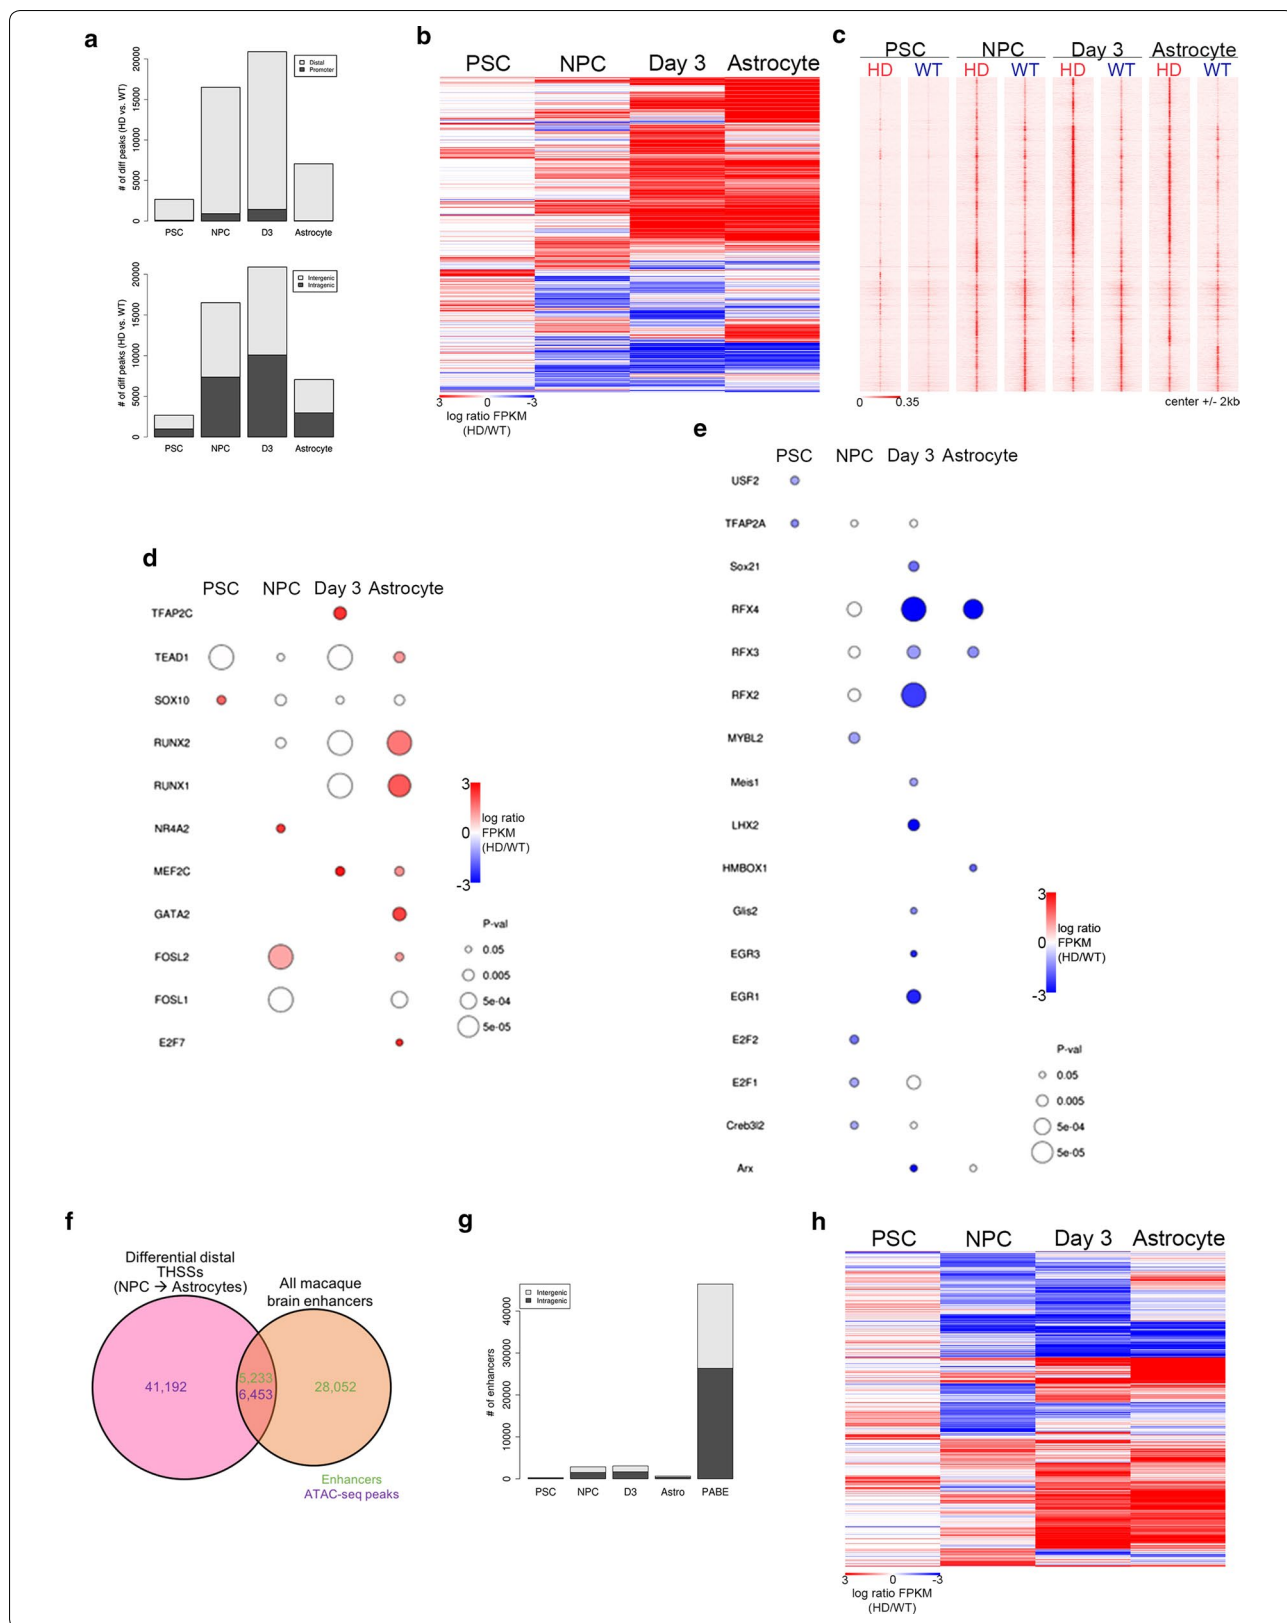 a
# of diff peaks (HD vs. WT)
20000
15000
10000
5000
0
Distal
Promoter
PSC NPC D3 Astrocyte
# of diff peaks (HD vs. WT)
20000
15000
10000
5000
0
Intergenic
Intragenic
PSC NPC D3 Astrocyte
b
PSC NPC Day 3 Astrocyte
3 0 -3
log ratio FPKM
(HD/WT)
c
PSC NPC Day 3 Astrocyte
HD WT HD WT HD WT HD WT
0 0.35
center +/- 2kb
d
PSC NPC Day 3 Astrocyte
TFAP2C
TEAD1
SOX10
RUNX2
RUNX1
NR4A2
MEF2C
GATA2
FOSL2
FOSL1
E2F7
3
0
-3
log ratio
FPKM
(HD/WT)
P-val
0.05
0.005
5e-04
5e-05
e
PSC NPC Day 3 Astrocyte
USF2
TFAP2A
Sox21
RFX4
RFX3
RFX2
MYBL2
Meis1
LHX2
HMBOX1
Glis2
EGR3
EGR1
E2F2
E2F1
Creb3l2
Arx
3
0
-3
log ratio
FPKM
(HD/WT)
P-val
0.05
0.005
5e-04
5e-05
f
Differential distal
THSSs
(NPC → Astrocytes)
All macaque
brain enhancers
41,192
5,233
6,453
28,052
Enhancers
ATAC-seq peaks
g
Intergenic
Intragenic
# of enhancers
40000
30000
20000
10000
0
PSC NPC D3 Astro PABE
h
PSC NPC Day 3 Astrocyte
3 0 -3
log ratio FPKM
(HD/WT)